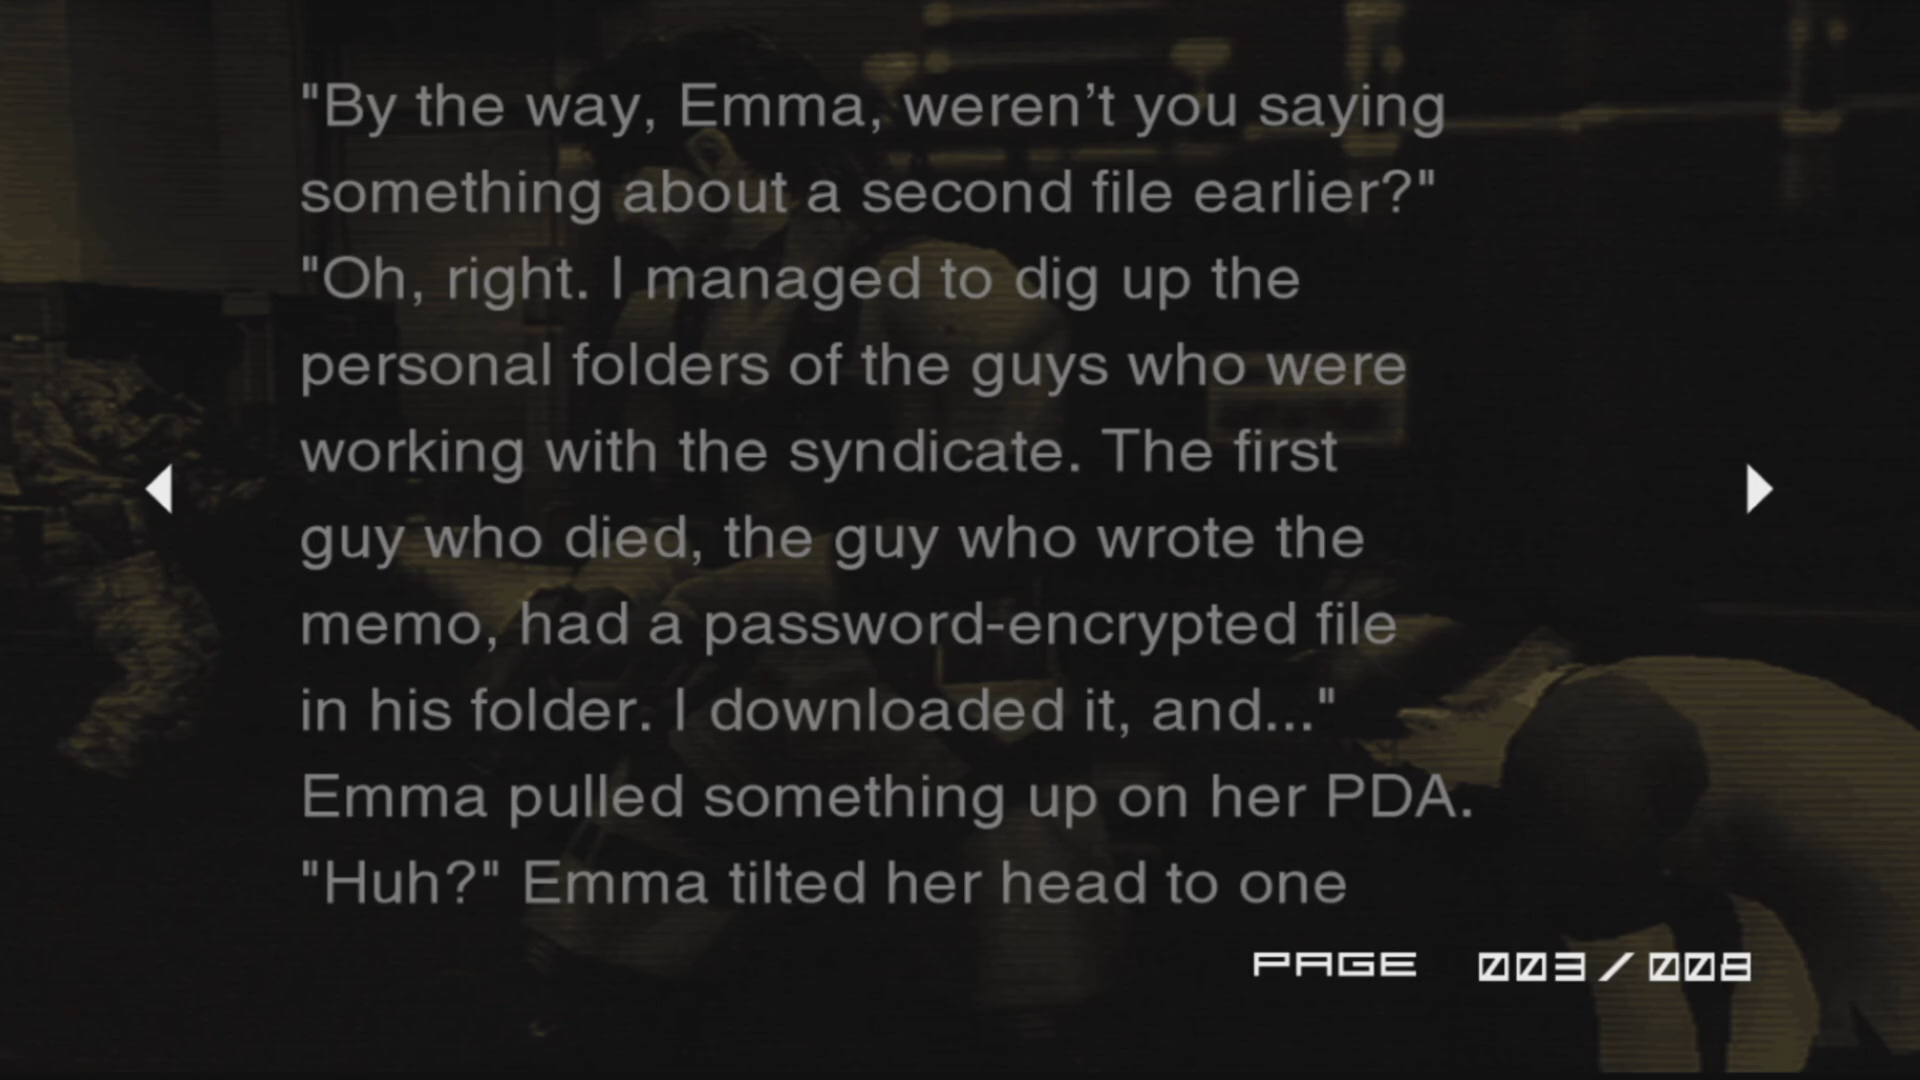 "By the way, Emma, weren’t you saying
something about a second file earlier?"
"Oh, right. I managed to dig up the
personal folders of the guys who were
working with the syndicate. The first
guy who died, the guy who wrote the
memo, had a password-encrypted file
in his folder. I downloaded it, and..."
Emma pulled something up on her PDA.
"Huh?" Emma tilted her head to one
PAGE 003/008